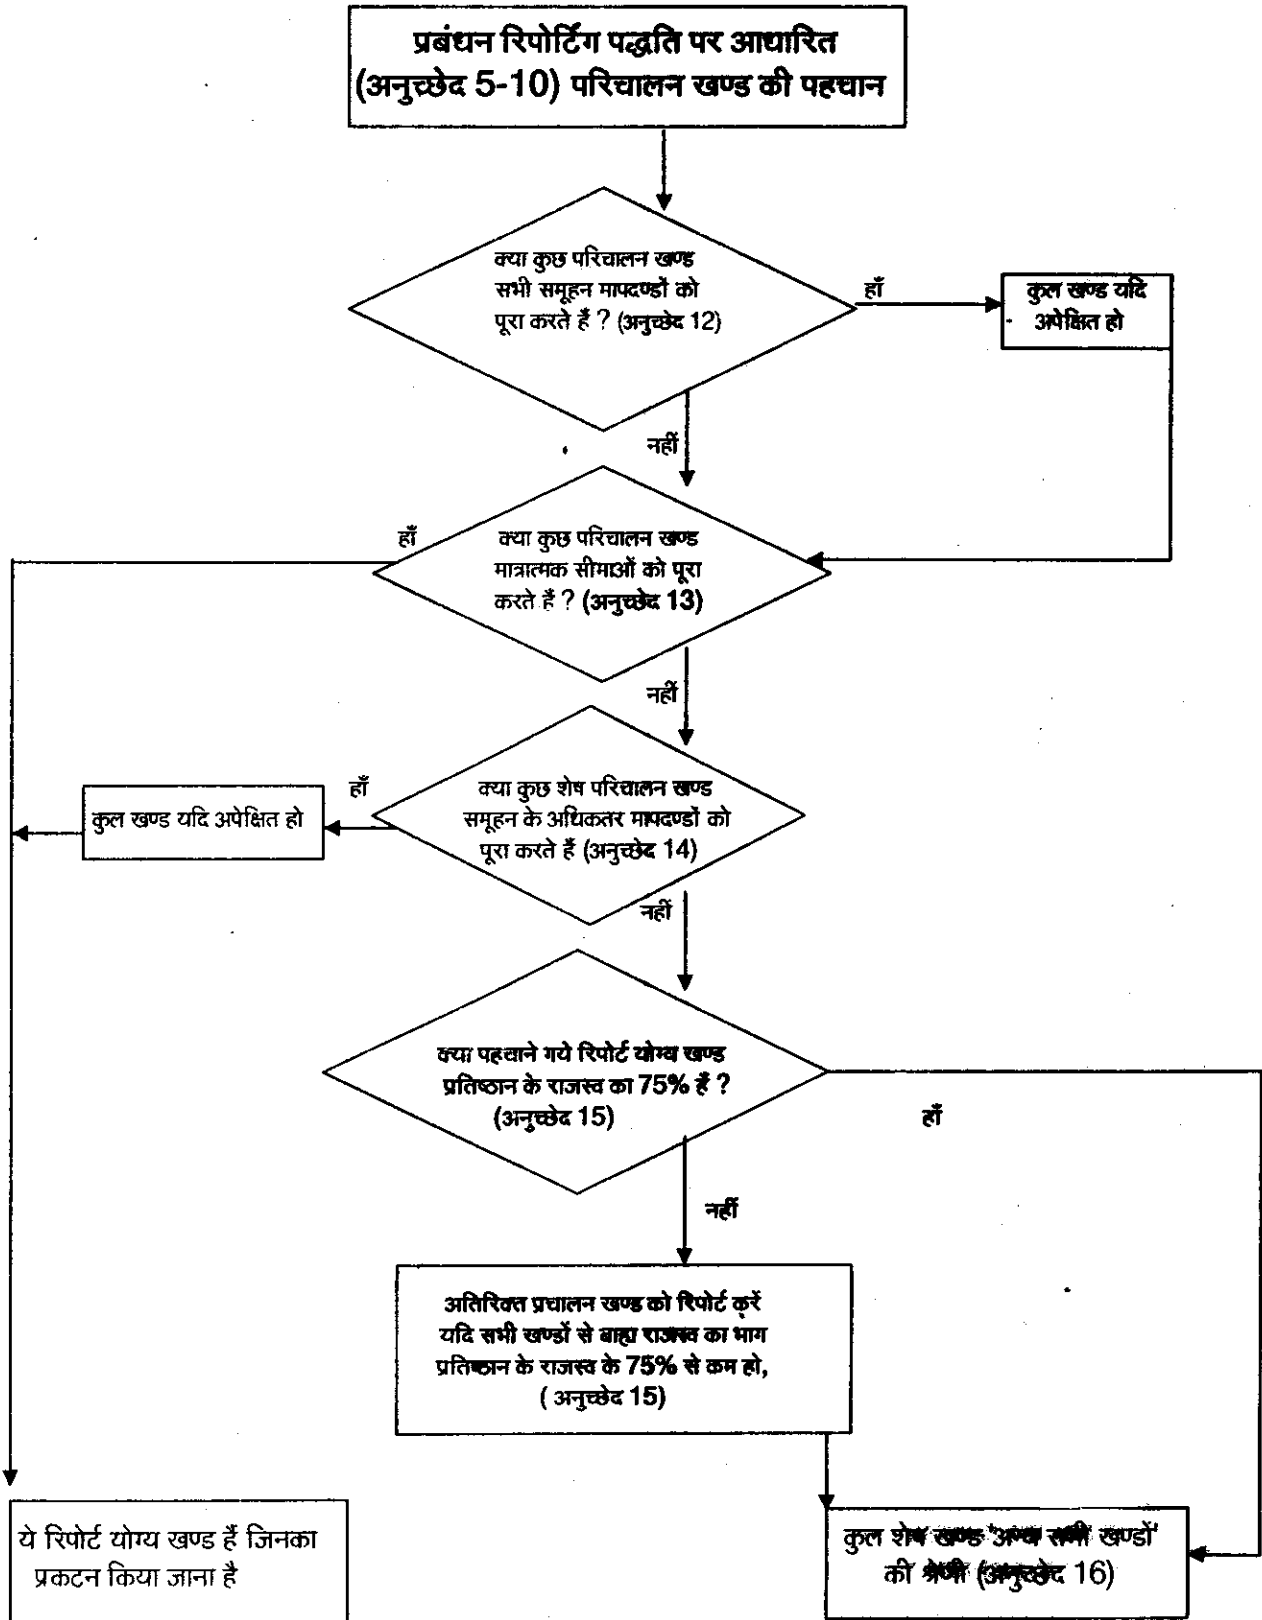 प्रबंधन रिपोर्टिंग पद्धति पर आधारित
(अनुच्छेद 5-10) परिचालन खण्ड की पहचान
क्या कुछ परिचालन खण्ड
सभी समूहन मापदण्डों को
पूरा करते हैं ? (अनुच्छेद 12)
हाँ
कुल खण्ड यदि
अपेक्षित हो
नहीं
हाँ
क्या कुछ परिचालन खण्ड
मात्रात्मक सीमाओं को पूरा
करते हैं ? (अनुच्छेद 13)
नहीं
हाँ
कुल खण्ड यदि अपेक्षित हो
क्या कुछ शेष परिचालन खण्ड
समूहन के अधिकतर मापदण्डों को
पूरा करते हैं (अनुच्छेद 14)
नहीं
क्या पहचाने गये रिपोर्ट योग्य खण्ड
प्रतिष्ठान के राजस्व का 75% हैं ?
(अनुच्छेद 15)
हाँ
नहीं
अतिरिक्त प्रचालन खण्ड को रिपोर्ट करें
यदि सभी खण्डों से बाह्य राजस्व का भाग
प्रतिष्ठान के राजस्व के 75% से कम हो,
( अनुच्छेद 15)
ये रिपोर्ट योग्य खण्ड हैं जिनका
प्रकटन किया जाना है
कुल शेष खण्ड 'अन्य सभी खण्डों'
की श्रेणी (अनुच्छेद 16)